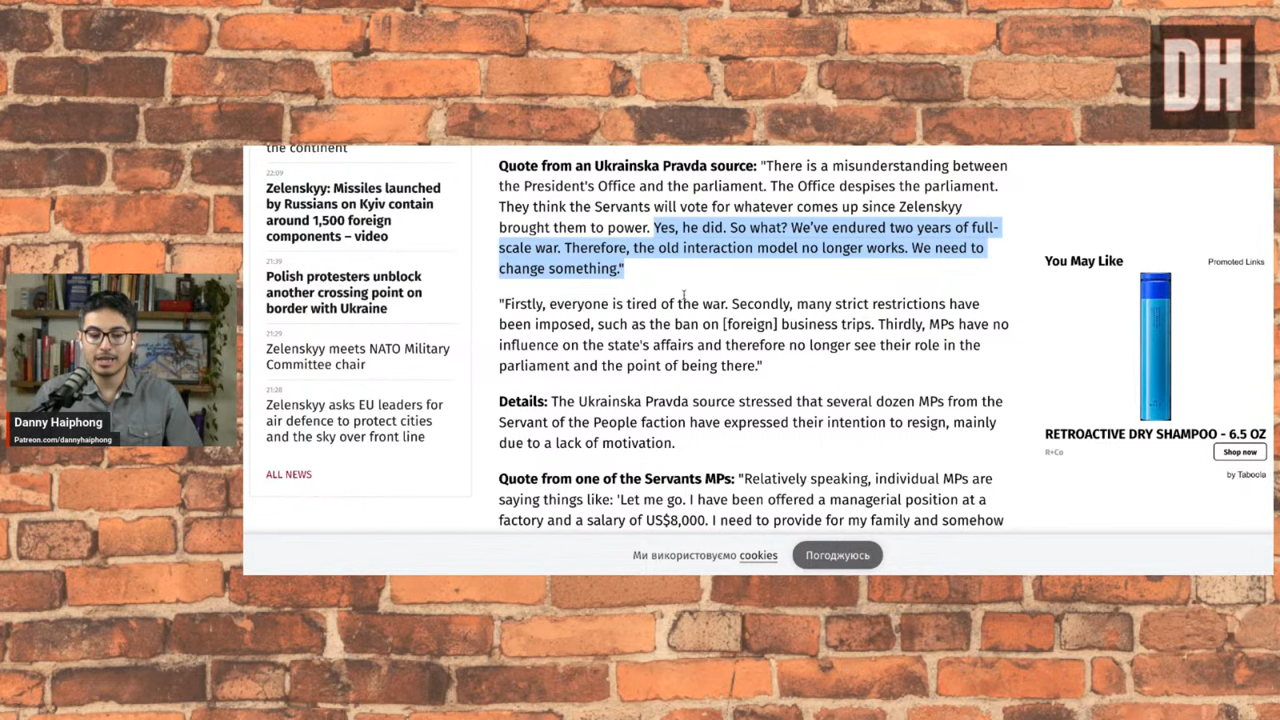 DH
the continent
22:09
Zelenskyy: Missiles launched
by Russians on Kyiv contain
around 1,500 foreign
components – video
21:39
Polish protesters unblock
another crossing point on
border with Ukraine
21:29
Zelenskyy meets NATO Military
Committee chair
21:28
Zelenskyy asks EU leaders for
air defence to protect cities
and the sky over front line
ALL NEWS
Quote from an Ukrainska Pravda source: "There is a misunderstanding between
the President's Office and the parliament. The Office despises the parliament.
They think the Servants will vote for whatever comes up since Zelenskyy
brought them to power. Yes, he did. So what? We've endured two years of full-
scale war. Therefore, the old interaction model no longer works. We need to
change something."
"Firstly, everyone is tired of the war. Secondly, many strict restrictions have
been imposed, such as the ban on [foreign] business trips. Thirdly, MPs have no
influence on the state's affairs and therefore no longer see their role in the
parliament and the point of being there."
Details: The Ukrainska Pravda source stressed that several dozen MPs from the
Servant of the People faction have expressed their intention to resign, mainly
due to a lack of motivation.
Quote from one of the Servants MPs: "Relatively speaking, individual MPs are
saying things like: 'Let me go. I have been offered a managerial position at a
factory and a salary of US$8,000. I need to provide for my family and somehow
You May Like
Promoted Links
RETROACTIVE DRY SHAMPOO - 6.5 OZ
R+Co
Shop now
by Taboola
Ми використовуємо cookies
Погоджуюсь
Danny Haiphong
Patreon.com/dannyhaiphong